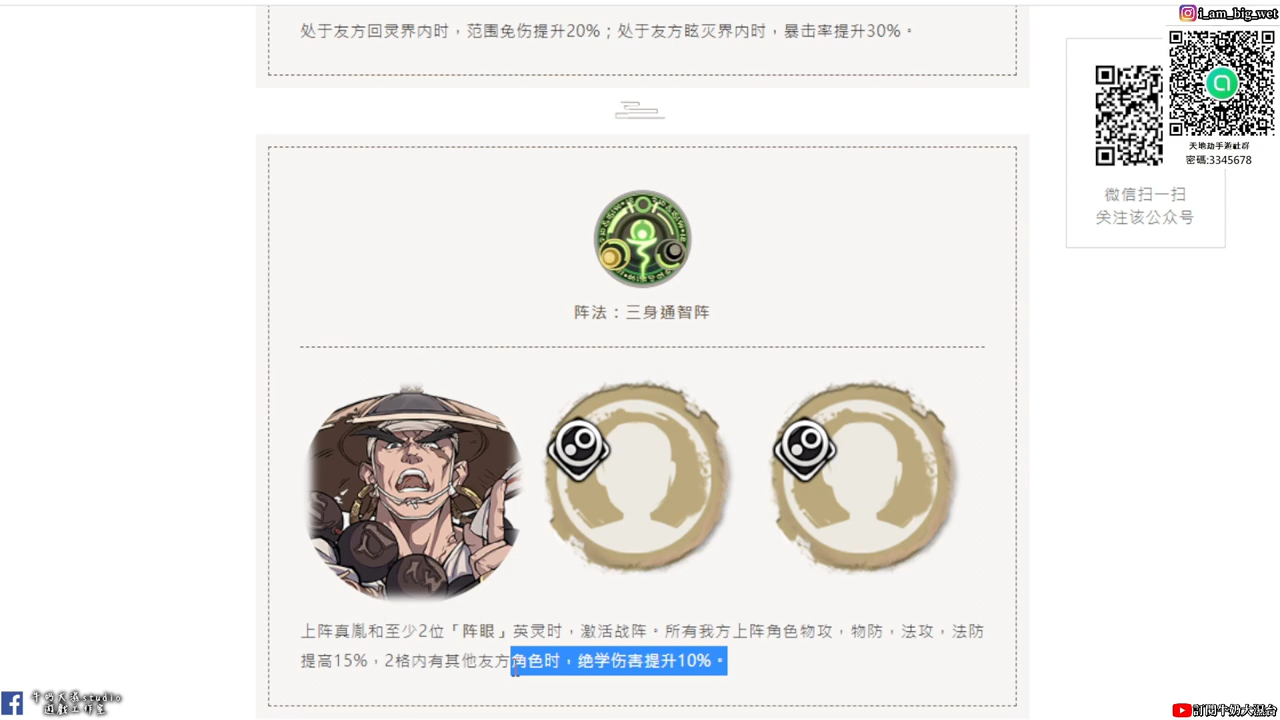 处于友方回灵界内时，范围免伤提升20%；处于友方眩灭界内时，暴击率提升30%。
i_am_big_wet
天地劫手游社群
密碼:3345678
微信扫一扫
关注该公众号
阵法：三身通智阵
上阵真胤和至少2位「阵眼」英灵时，激活战阵。所有我方上阵角色物攻，物防，法攻，法防
提高15%，2格内有其他友方角色时，绝学伤害提升10%。
牛奶大濕studio
遊戲工作室
訂閱牛奶大濕台